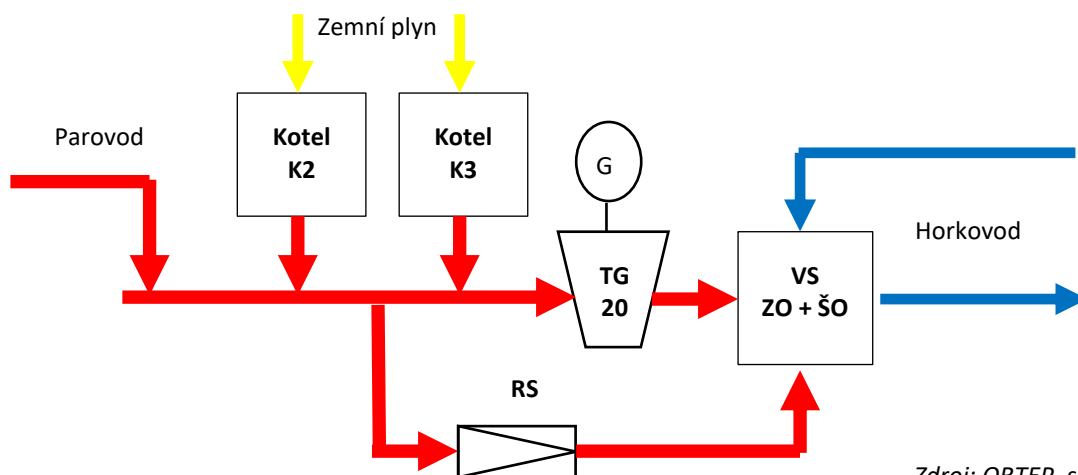 Zemní plyn
Parovod
Kotel
K2
Kotel
K3
G
Horkovod
TG
20
VS
ZO + ŠO
RS